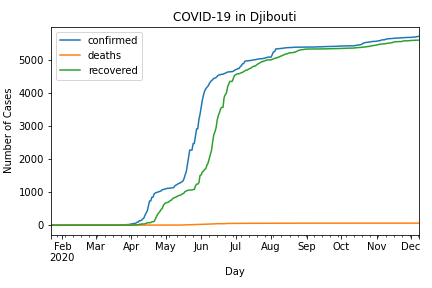 COVID-19 in Djibouti
confirmed
deaths
recovered
Number of Cases
5000
4000
3000
2000
1000
0
Feb Mar Apr May Jun Jul Aug Sep Oct Nov Dec
2020
Day